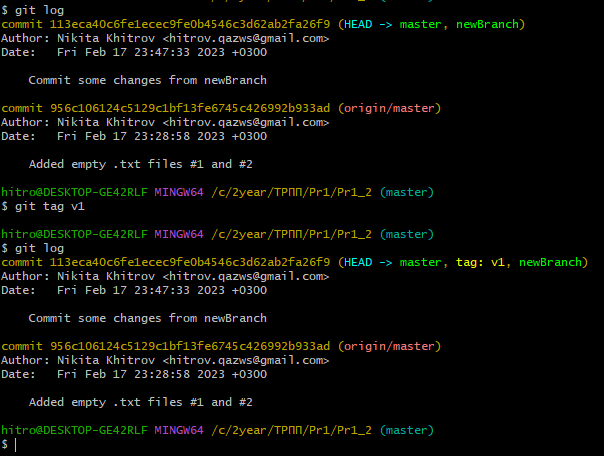 $ git log
commit 113eca40c6fe1ecec9fe0b4546c3d62ab2fa26f9 (HEAD -> master, newBranch)
Author: Nikita Khitrov <hitrov.qazws@gmail.com>
Date:   Fri Feb 17 23:47:33 2023 +0300
    Commit some changes from newBranch
commit 956c106124c5129c1bf13fe6745c426992b933ad (origin/master)
Author: Nikita Khitrov <hitrov.qazws@gmail.com>
Date:   Fri Feb 17 23:28:58 2023 +0300
    Added empty .txt files #1 and #2
hitro@DESKTOP-GE42RLF MINGW64 /c/2year/ТРПП/Pr1/Pr1_2 (master)
$ git tag v1
hitro@DESKTOP-GE42RLF MINGW64 /c/2year/ТРПП/Pr1/Pr1_2 (master)
$ git log
commit 113eca40c6fe1ecec9fe0b4546c3d62ab2fa26f9 (HEAD -> master, tag: v1, newBranch)
Author: Nikita Khitrov <hitrov.qazws@gmail.com>
Date:   Fri Feb 17 23:47:33 2023 +0300
    Commit some changes from newBranch
commit 956c106124c5129c1bf13fe6745c426992b933ad (origin/master)
Author: Nikita Khitrov <hitrov.qazws@gmail.com>
Date:   Fri Feb 17 23:28:58 2023 +0300
    Added empty .txt files #1 and #2
hitro@DESKTOP-GE42RLF MINGW64 /c/2year/ТРПП/Pr1/Pr1_2 (master)
$